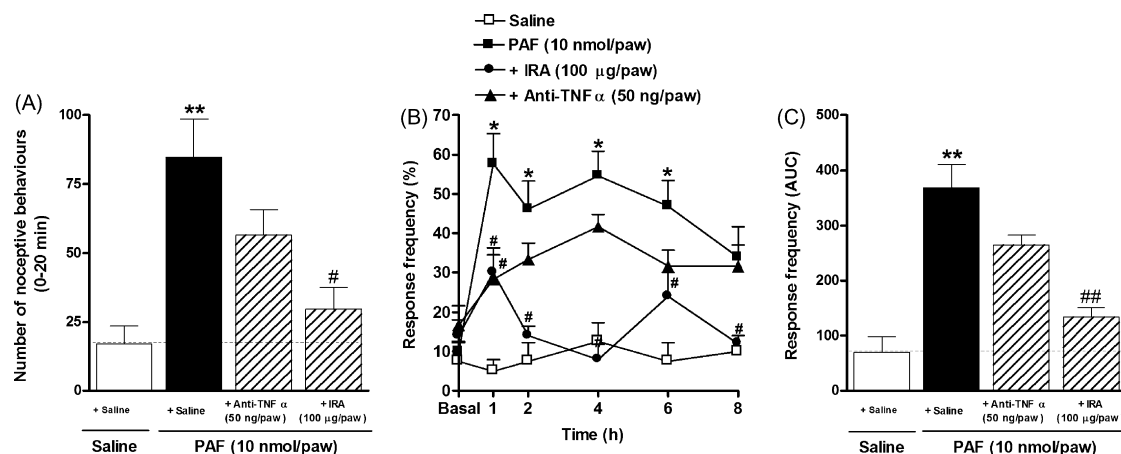 Saline
PAF (10 nmol/paw)
+ IRA (100 μg/paw)
+ Anti-TNF α (50 ng/paw)
(A)
Number of noceptive behaviours
(0-20 min)
100
75
50
25
0
**
#
+ Saline
+ Saline
+ Anti-TNF α
(50 ng/paw)
+ IRA
(100 μg/paw)
Saline
PAF (10 nmol/paw)
(B)
Response frequency (%)
70
60
50
40
30
20
10
0
*
*
*
*
#
#
#
#
#
#
Basal 1 2 4 6 8
Time (h)
(C)
Response frequency (AUC)
500
400
300
200
100
0
**
##
+ Saline
+ Saline
+ Anti-TNF α
(50 ng/paw)
+ IRA
(100 μg/paw
Saline
PAF (10 nmol/paw)